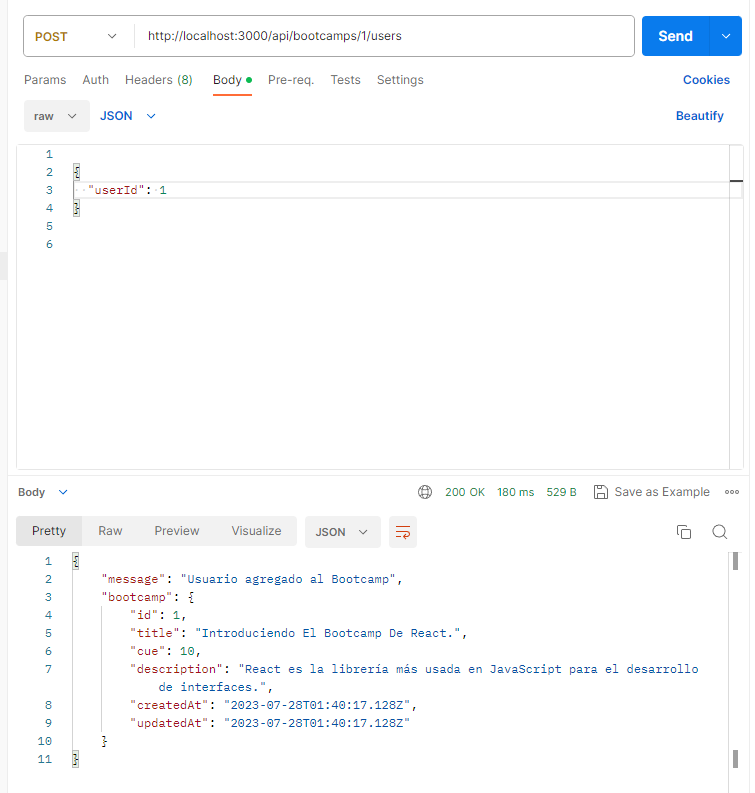 POST http://localhost:3000/api/bootcamps/1/users Send
Params Auth Headers (8) Body Pre-req. Tests Settings Cookies
raw JSON Beautify
1
2 {
3 "userId": 1
4 }
5
6
Body 200 OK 180 ms 529 B Save as Example
Pretty Raw Preview Visualize JSON
1 {
2 "message": "Usuario agregado al Bootcamp",
3 "bootcamp": {
4 "id": 1,
5 "title": "Introduciendo El Bootcamp De React.",
6 "cue": 10,
7 "description": "React es la librería más usada en JavaScript para el desarrollo
de interfaces.",
8 "createdAt": "2023-07-28T01:40:17.128Z",
9 "updatedAt": "2023-07-28T01:40:17.128Z"
10 }
11 }